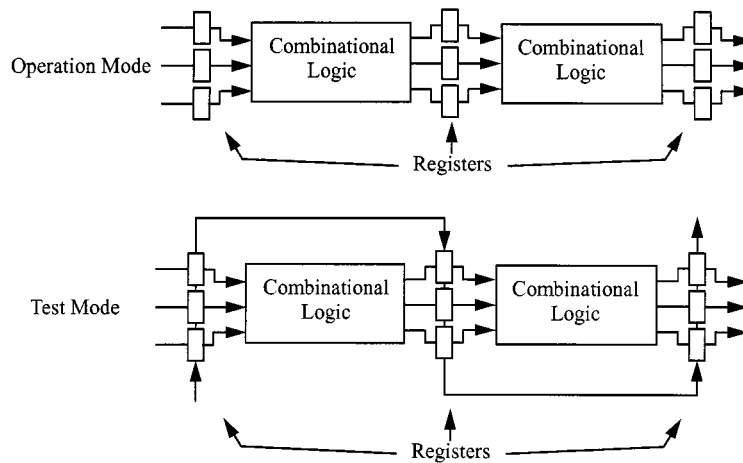 Operation Mode
Combinational
Logic
Combinational
Logic
Registers
Test Mode
Combinational
Logic
Combinational
Logic
Registers